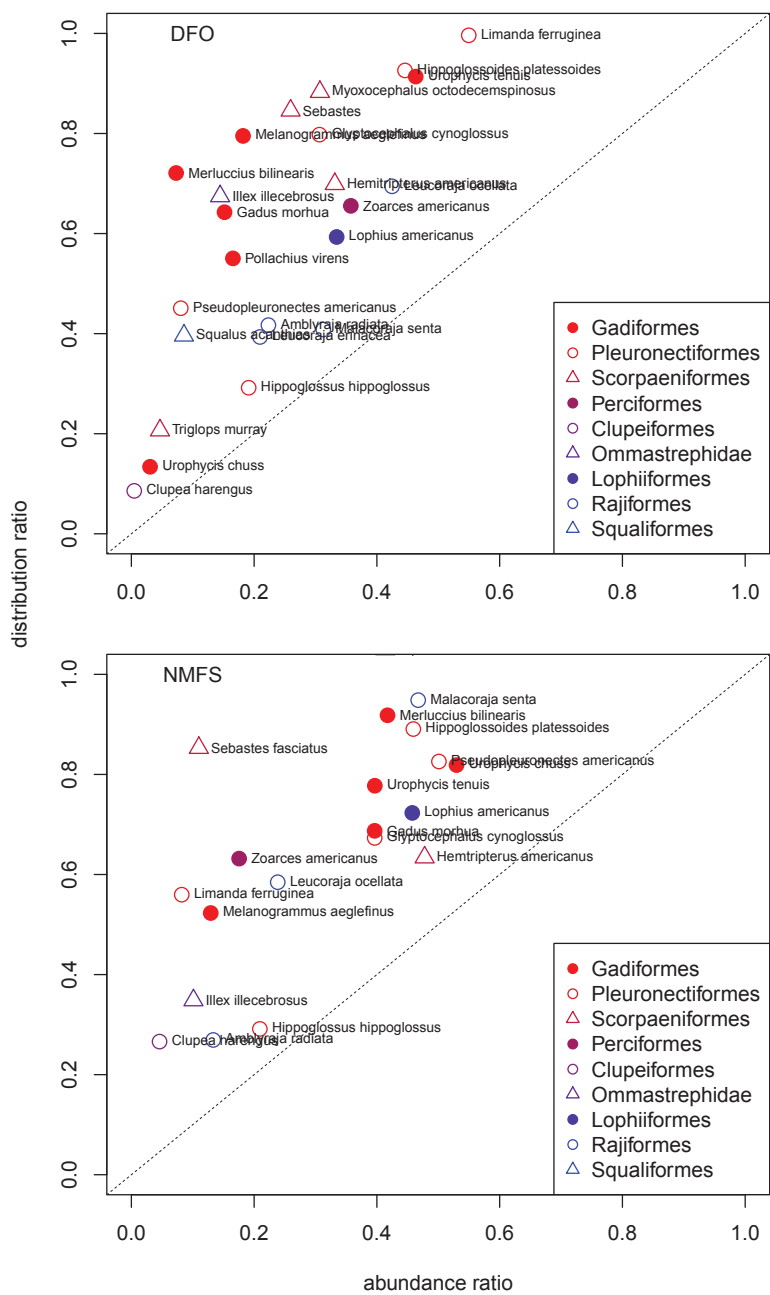 DFO
Limanda ferruginea
Hippoglossoides platessoides
Urophycis tenuis
Myoxocephalus octodecemspinosus
Sebastes
Melanogrammus aeglefinus
Glyptocephalus cynoglossus
Merluccius bilinearis
Hemitripterus americanus
Leucoraja ocellata
Illex illecebrosus
Gadus morhua
Zoarces americanus
Lophius americanus
Pollachius virens
Pseudopleuronectes americanus
Amblyraja radiata
Malacoraja senta
Squalus acanthias
Leucoraja erinacea
Hippoglossus hippoglossus
Triglops murray
Urophycis chuss
Clupea harengus
Gadiformes
Pleuronectiformes
Scorpaeniformes
Perciformes
Clupeiformes
Ommastrephidae
Lophiiformes
Rajiformes
Squaliformes
1.0
0.8
0.6
0.4
0.2
0.0
0.0 0.2 0.4 0.6 0.8 1.0
distribution ratio
NMFS
Malacoraja senta
Merluccius bilinearis
Hippoglossoides platessoides
Sebastes fasciatus
Pseudopleuronectes americanus
Urophycis chuss
Urophycis tenuis
Lophius americanus
Gadus morhua
Glyptocephalus cynoglossus
Zoarces americanus
Hemtripterus americanus
Leucoraja ocellata
Limanda ferruginea
Melanogrammus aeglefinus
Illex illecebrosus
Hippoglossus hippoglossus
Clupea harengus
Amblyraja radiata
Gadiformes
Pleuronectiformes
Scorpaeniformes
Perciformes
Clupeiformes
Ommastrephidae
Lophiiformes
Rajiformes
Squaliformes
1.0
0.8
0.6
0.4
0.2
0.0
0.0 0.2 0.4 0.6 0.8 1.0
abundance ratio